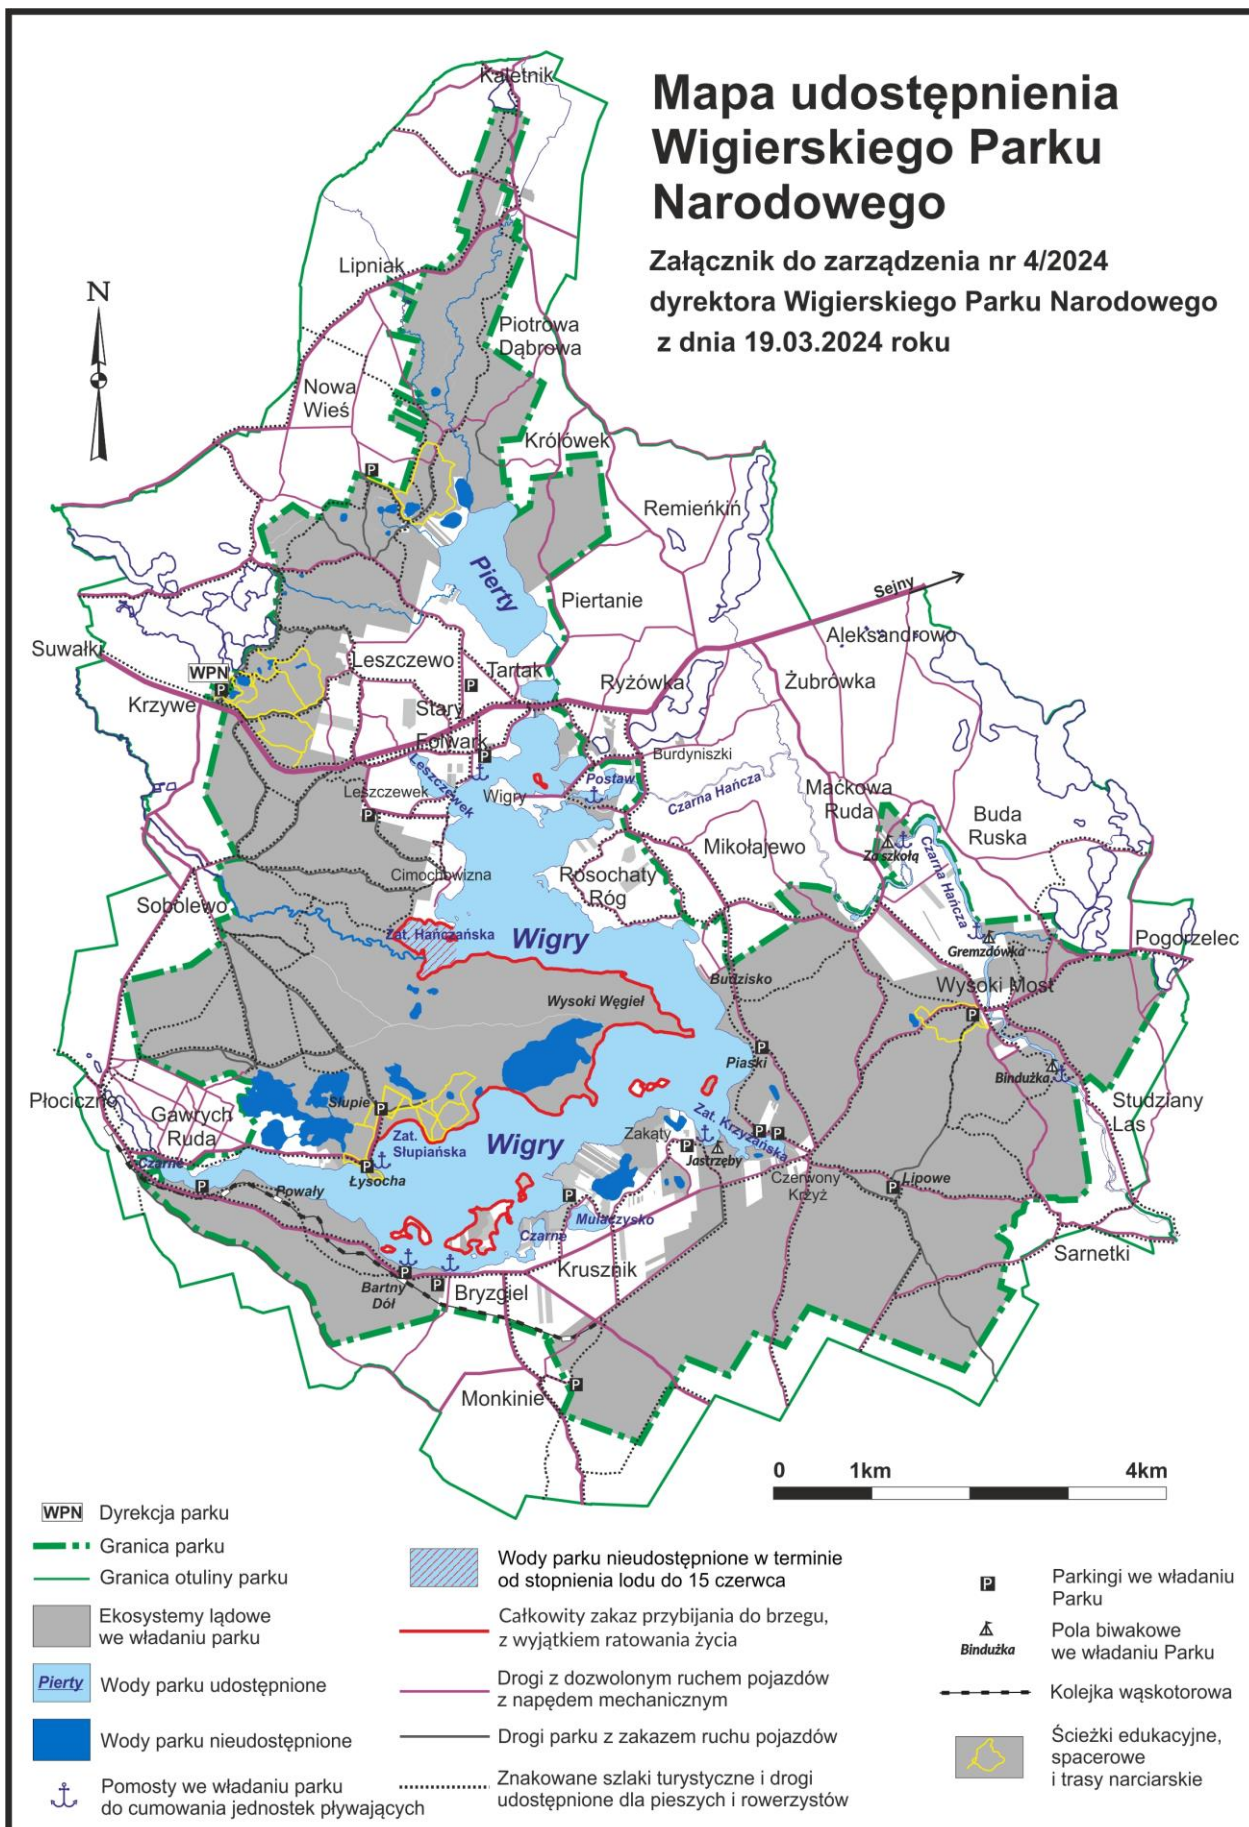 Mapa udostępnienia
Wigierskiego Parku
Narodowego
Załącznik do zarządzenia nr 4/2024
dyrektora Wigierskiego Parku Narodowego
z dnia 19.03.2024 roku
N
Kaletnik
Lipniak
Piotrowa
Dąbrowa
Nowa
Wieś
Królówek
P
Remieńkiń
Pierty
Sejny
Piertanie
Aleksandrowo
Suwałki
Leszczewo
WPN
P
Tartak
P
Ryżówka
Żubrówka
Krzywe
Stary
Folwark
P
Burdyniszki
Leszczewek
Leszczewek
Wigry
Postaw
Czarna Hańcza
Maćkowa
Ruda
Buda
Ruska
P
Mikołajewo
Za szkołą
Czarna Hańcza
Cimochowizna
Rosochaty
Róg
Sobolewo
Zat. Hańczańska
Wigry
Gremzdówka
Pogorzelec
Budzisko
Wysoki Most
Wysoki Węgieł
P
P
Piaski
Bindużka
Płociczno
Gawrych
Ruda
Słupie
P
Studziany
Las
Zat.
Słupiańska
Wigry
Zakąty
Zat. Krzyżańska
P
P
P
Jastrzęby
Czarne
P
Łysocha
P
Powały
Czerwony
Krzyż
P
Lipowe
P
Mulaczysko
Czarne
Sarnetki
Krusznik
P
Bartny
Dół
P
Bryzgiel
Monkinie
P
0
1km
4km
WPN
Dyrekcja parku
Granica parku
Granica otuliny parku
Ekosystemy lądowe
we władaniu parku
Pierty
Wody parku udostępnione
Wody parku nieudostępnione
Pomosty we władaniu parku
do cumowania jednostek pływających
Wody parku nieudostępnione w terminie
od stopnienia lodu do 15 czerwca
Całkowity zakaz przybijania do brzegu,
z wyjątkiem ratowania życia
Drogi z dozwolonym ruchem pojazdów
z napędem mechanicznym
Drogi parku z zakazem ruchu pojazdów
Znakowane szlaki turystyczne i drogi
udostępnione dla pieszych i rowerzystów
P
Parkingi we władaniu
Parku
Bindużka
Pola biwakowe
we władaniu Parku
Kolejka wąskotorowa
Ścieżki edukacyjne,
spacerowe
i trasy narciarskie